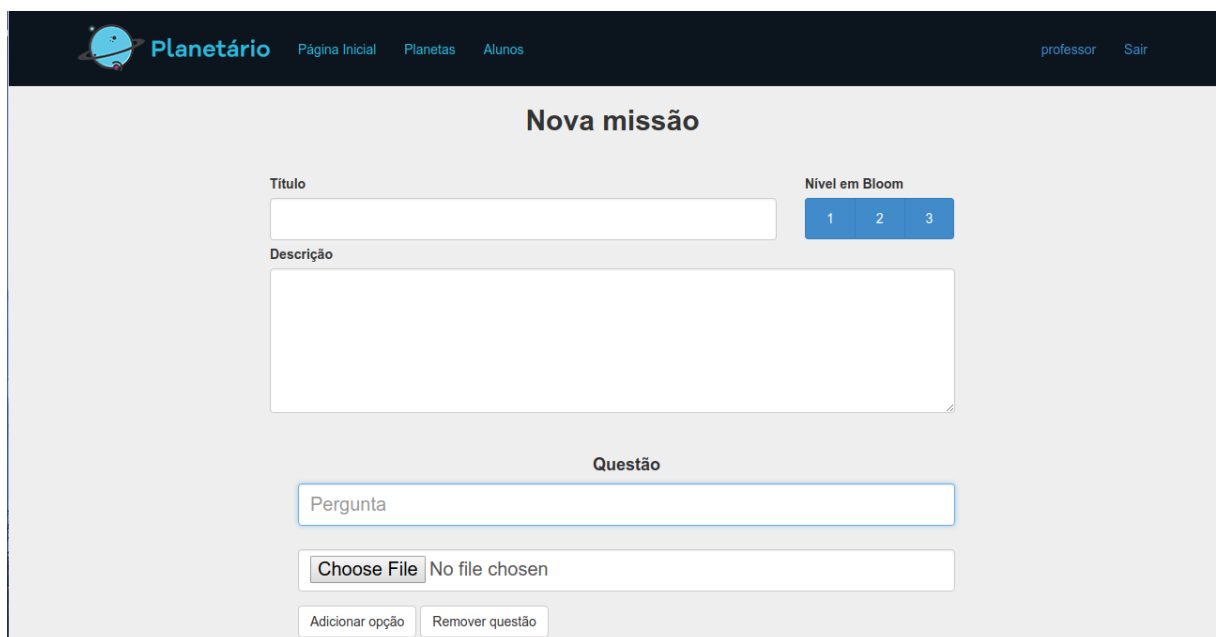 Planetário Página Inicial Planetas Alunos professor Sair
Nova missão
Título Nível em Bloom
1 2 3
Descrição
Questão
Pergunta
Choose File No file chosen
Adicionar opção Remover questão